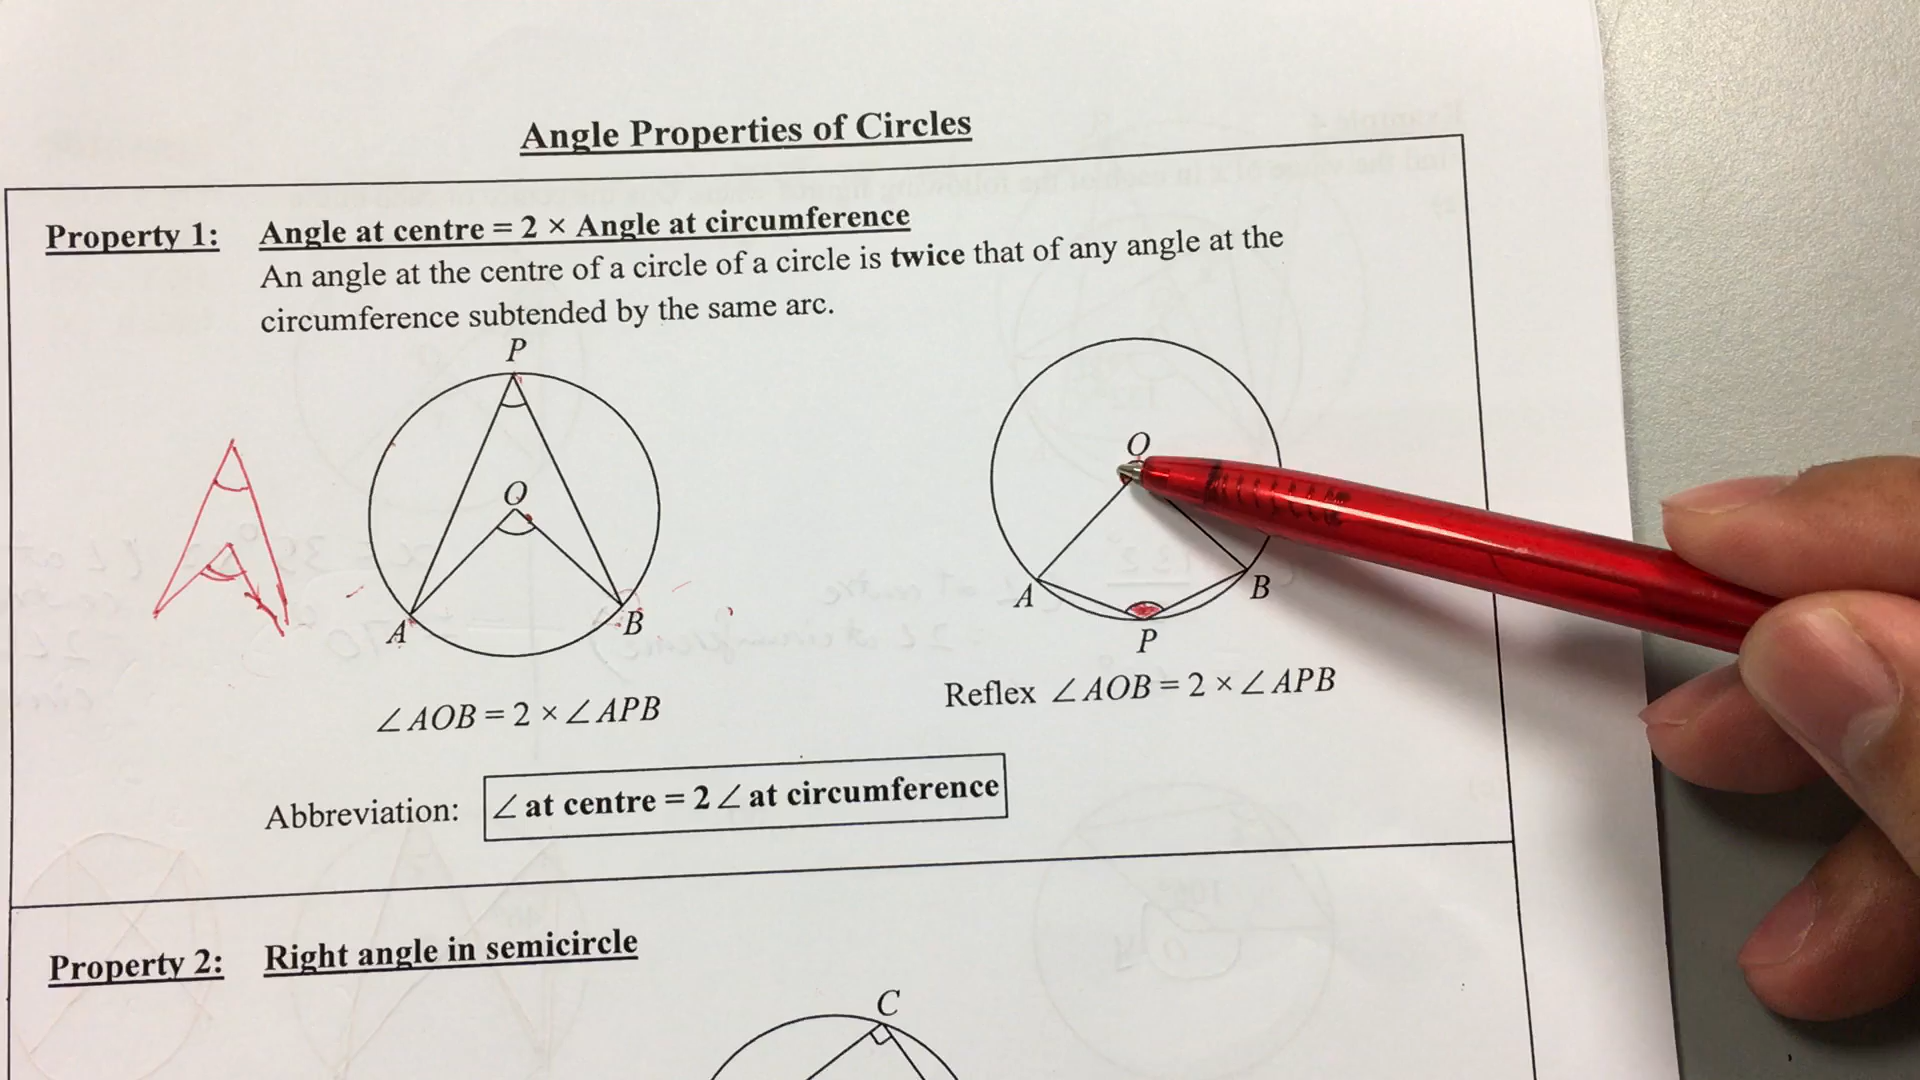 Angle Properties of Circles
Property 1: Angle at centre = 2 × Angle at circumference
An angle at the centre of a circle of a circle is twice that of any angle at the
circumference subtended by the same arc.
P
O
A
B
O
A
B
P
∠AOB = 2 × ∠APB
Reflex ∠AOB = 2 × ∠APB
Abbreviation: ∠ at centre = 2 ∠ at circumference
Property 2: Right angle in semicircle
C